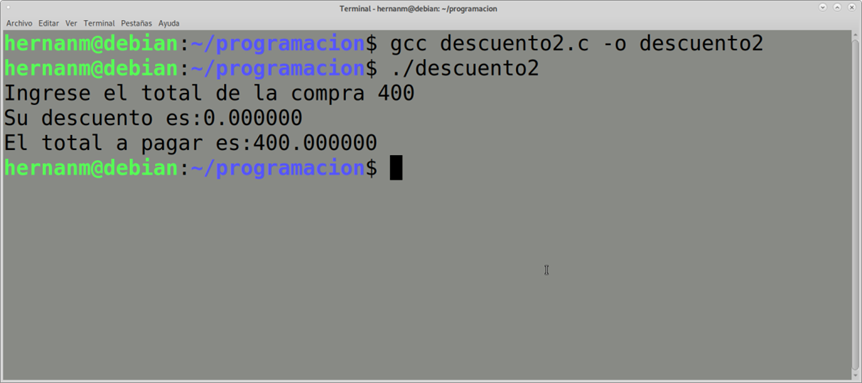 Terminal - hernanm@debian: ~/programacion
Archivo Editar Ver Terminal Pestañas Ayuda
hernanm@debian:~/programacion$ gcc descuento2.c -o descuento2
hernanm@debian:~/programacion$ ./descuento2
Ingrese el total de la compra 400
Su descuento es:0.000000
El total a pagar es:400.000000
hernanm@debian:~/programacion$